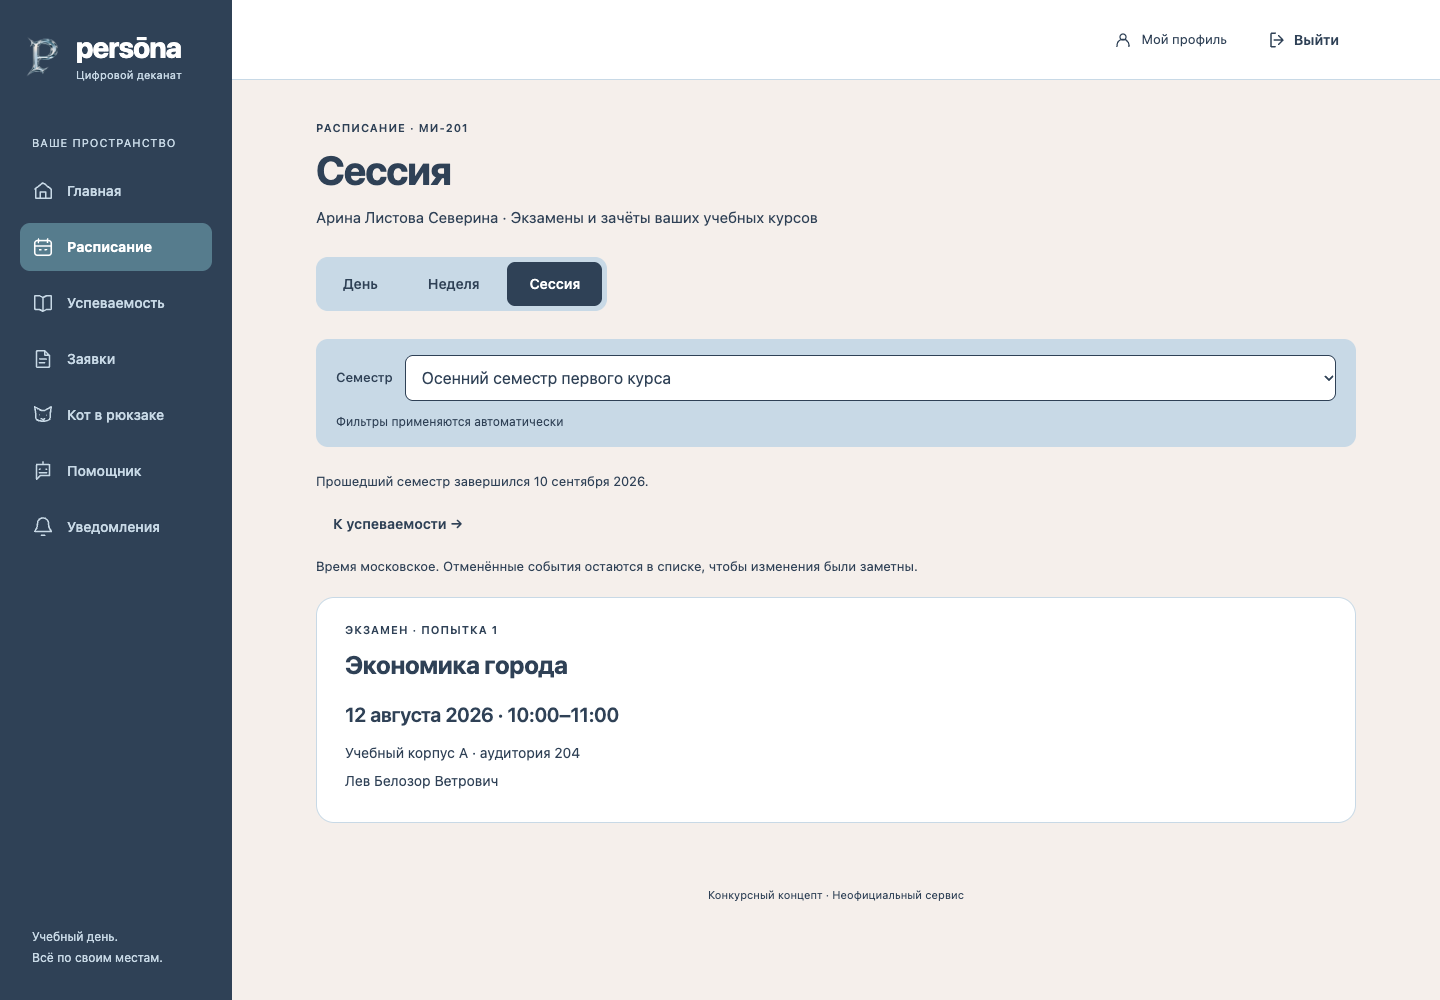 persōna
Цифровой деканат
ВАШЕ ПРОСТРАНСТВО
Главная
Расписание
Успеваемость
Заявки
Кот в рюкзаке
Помощник
Уведомления
Учебный день.
Всё по своим местам.
Мой профиль
Выйти
РАСПИСАНИЕ · МИ-201
Сессия
Арина Листова Северина · Экзамены и зачёты ваших учебных курсов
День
Неделя
Сессия
Семестр
Осенний семестр первого курса
Фильтры применяются автоматически
Прошедший семестр завершился 10 сентября 2026.
К успеваемости →
Время московское. Отменённые события остаются в списке, чтобы изменения были заметны.
ЭКЗАМЕН · ПОПЫТКА 1
Экономика города
12 августа 2026 · 10:00–11:00
Учебный корпус А · аудитория 204
Лев Белозор Ветрович
Конкурсный концепт · Неофициальный сервис